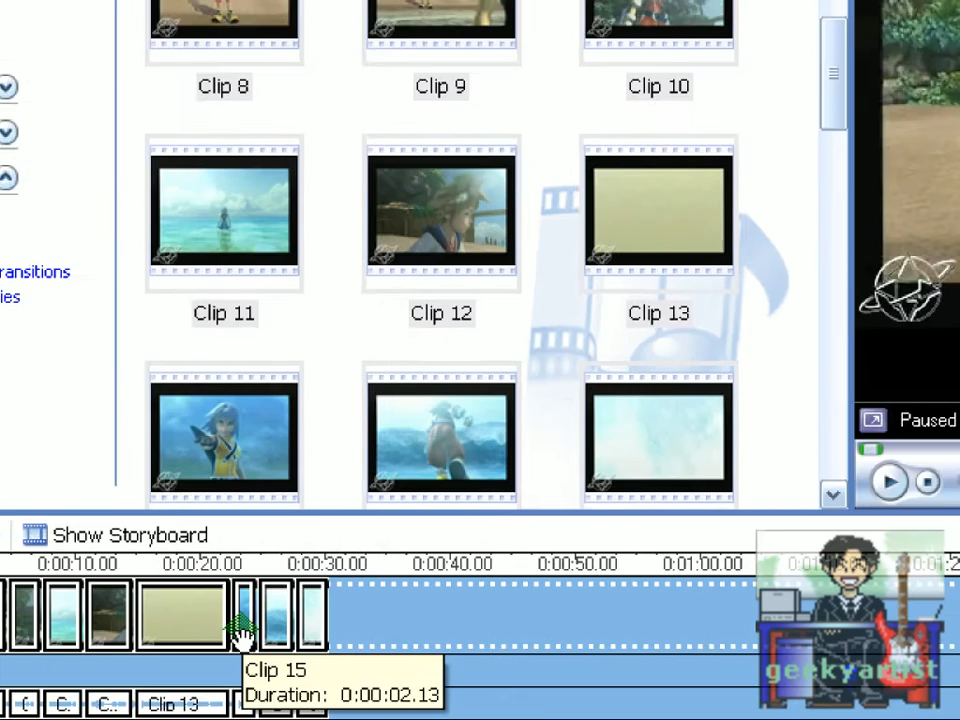 Clip 8
Clip 9
Clip 10
Clip 11
Clip 12
Clip 13
ransitions
ies
Paused
Show Storyboard
0:00:10.00
0:00:20.00
0:00:30.00
0:00:40.00
0:00:50.00
0:01:00.00
Clip 15
Duration: 0:00:02.13
geekyartist
C.
C..
Clip 13